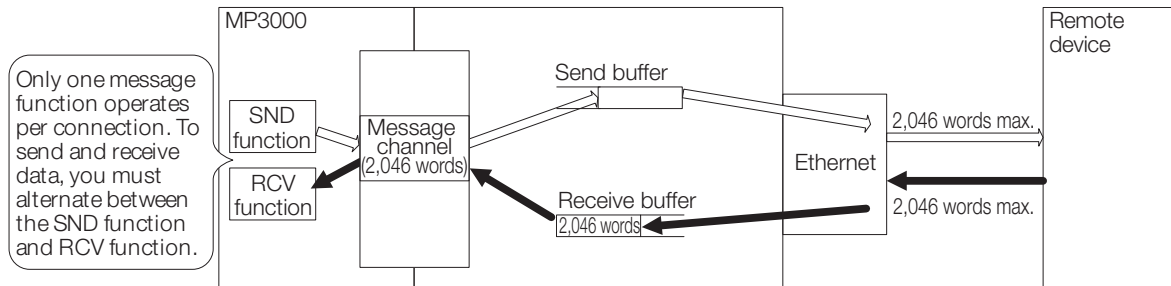 MP3000
Remote
device
Only one message
function operates
per connection. To
send and receive
data, you must
alternate between
the SND function
and RCV function.
SND
function
RCV
function
Message
channel
(2,046 words)
Send buffer
Receive buffer
2,046 words
Ethernet
2,046 words max.
2,046 words max.